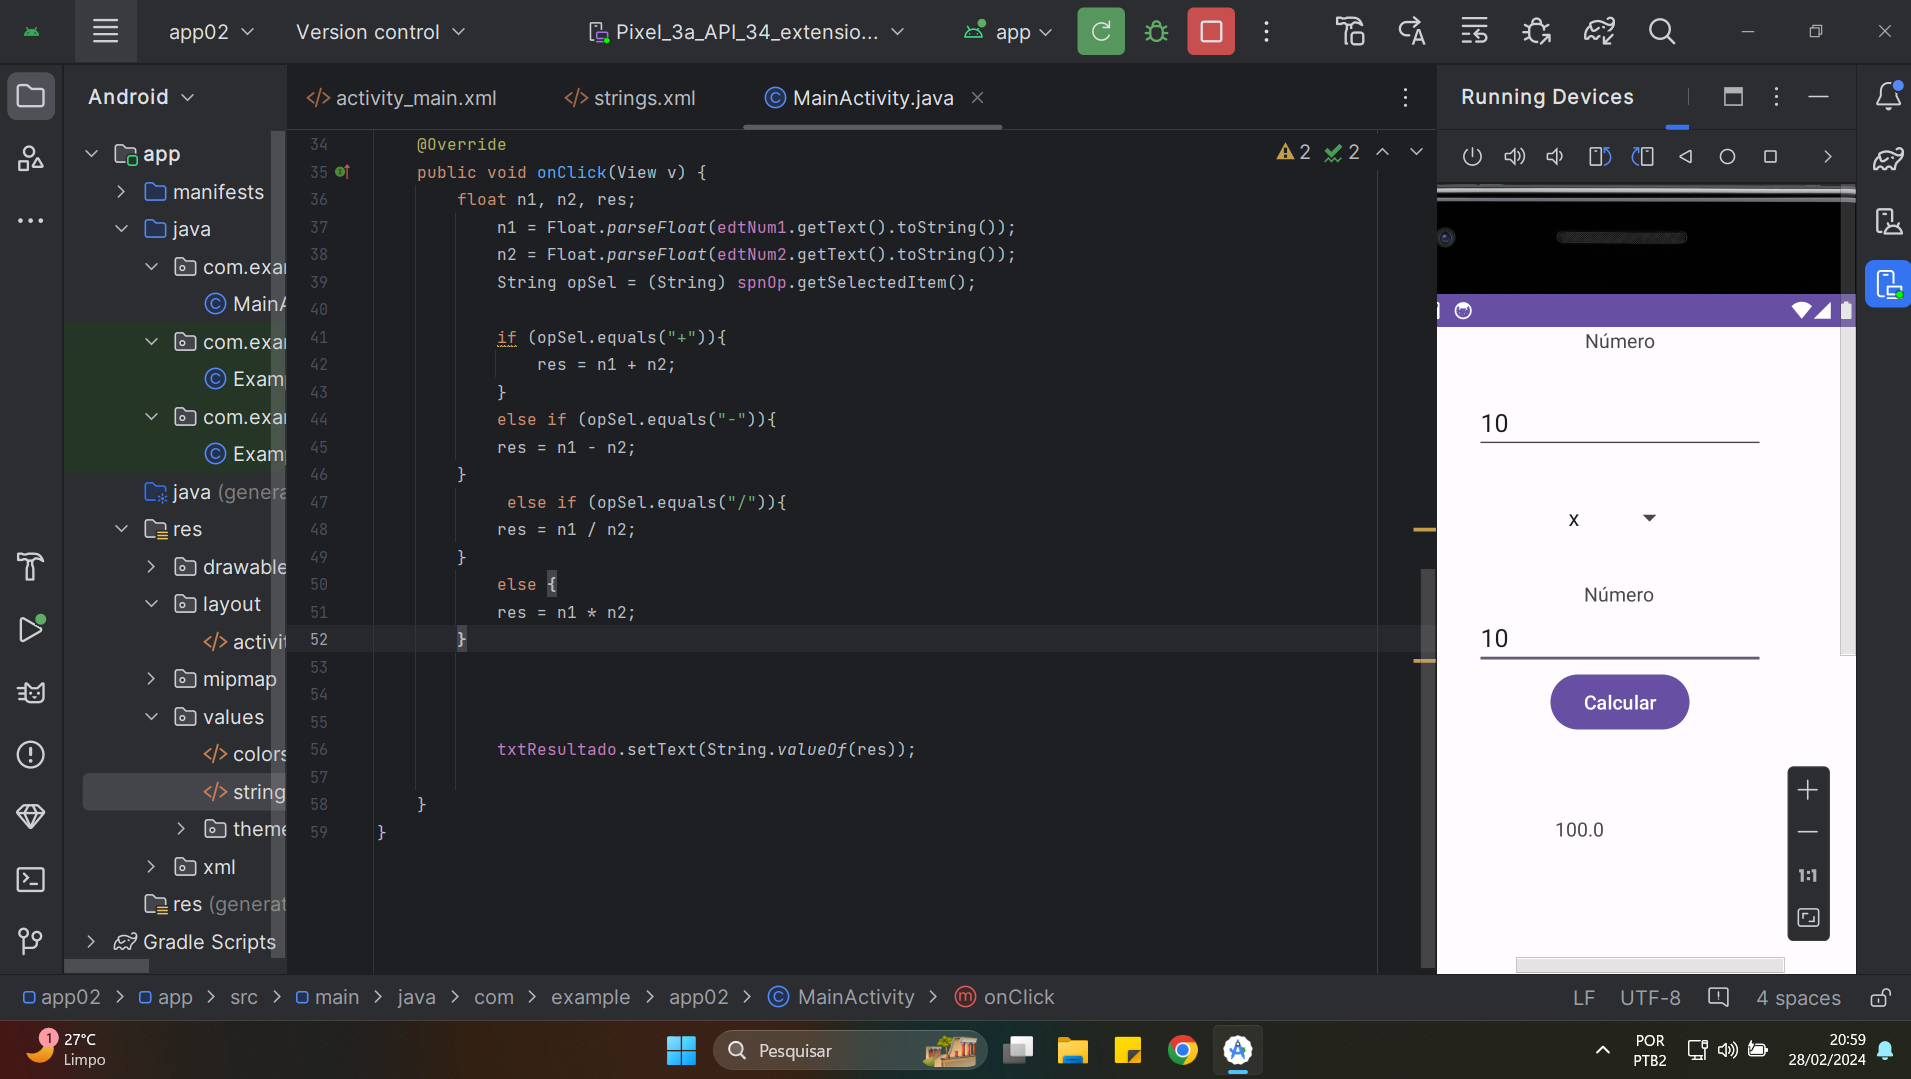 app02
Version control
Pixel_3a_API_34_extensio...
app
Android
activity_main.xml
strings.xml
MainActivity.java
Running Devices
app
manifests
java
com.exa
MainA
com.exa
Exam
com.exa
Exam
java (genera
res
drawable
layout
activit
mipmap
values
colors
string
theme
xml
res (generat
Gradle Scripts
2
2
34 @Override
35 public void onClick(View v) {
36 float n1, n2, res;
37 n1 = Float.parseFloat(edtNum1.getText().toString());
38 n2 = Float.parseFloat(edtNum2.getText().toString());
39 String opSel = (String) spnOp.getSelectedItem();
40
41 if (opSel.equals("+")){
42 res = n1 + n2;
43 }
44 else if (opSel.equals("-")){
45 res = n1 - n2;
46 }
47 else if (opSel.equals("/")){
48 res = n1 / n2;
49 }
50 else {
51 res = n1 * n2;
52 }
53
54
55
56 txtResultado.setText(String.valueOf(res));
57
58 }
59 }
Número
10
x
Número
10
Calcular
100.0
1:1
app02 > app > src > main > java > com > example > app02 > MainActivity > onClick
LF
UTF-8
4 spaces
1
27°C
Limpo
Pesquisar
POR
PTB2
20:59
28/02/2024